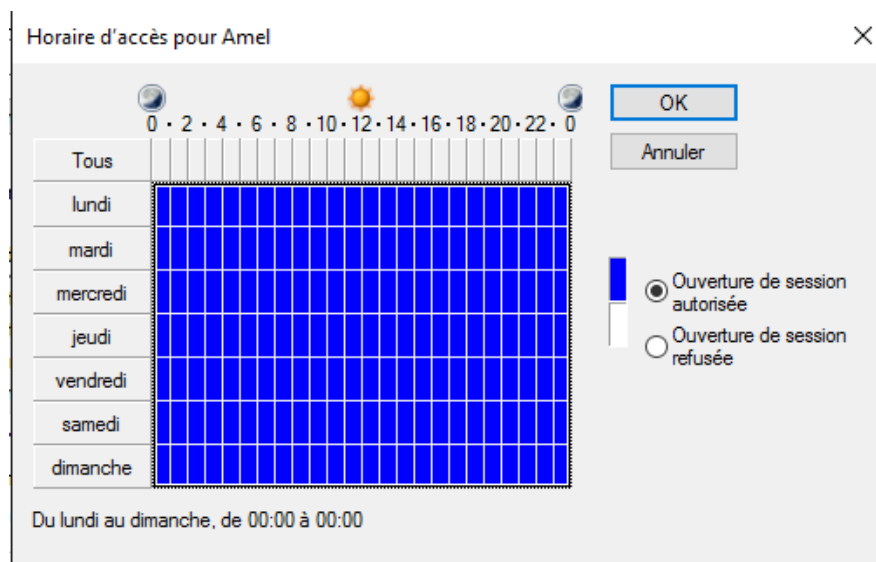 Horaire d'accès pour Amel
0 · 2 · 4 · 6 · 8 · 10 · 12 · 14 · 16 · 18 · 20 · 22 · 0
OK
Annuler
Tous
lundi
mardi
mercredi
jeudi
vendredi
samedi
dimanche
Ouverture de session
autorisée
Ouverture de session
refusée
Du lundi au dimanche, de 00:00 à 00:00